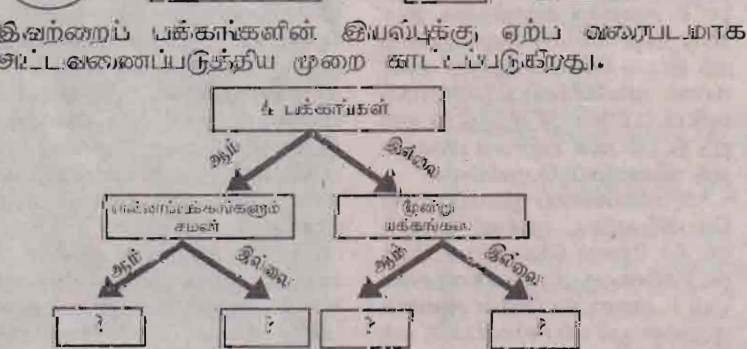 இவற்றைப் பக்கங்களின் இயல்புக்கு ஏற்ப வரைபடமாக
அட்டவணைப்படுத்திய முறை காட்டப்படுகிறது.
4 பக்கங்கள்
ஆம் இல்லை
எல்லாப்பக்கங்களும் மூன்று
சமன் பக்கங்கள்
ஆம் இல்லை ஆம் இல்லை
? ? ? ?